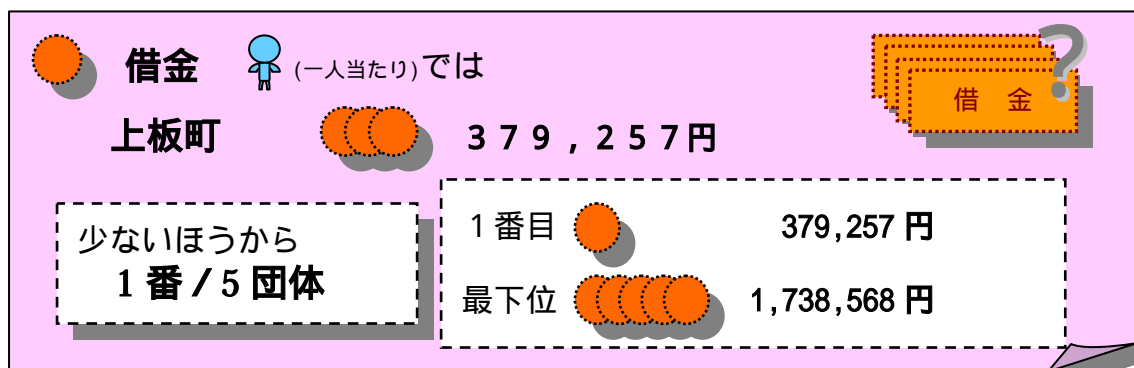 借金 (一人当たり)では
借 金
?
上板町 379,257円
少ないほうから
1番/5団体
1番目 379,257円
最下位 1,738,568円